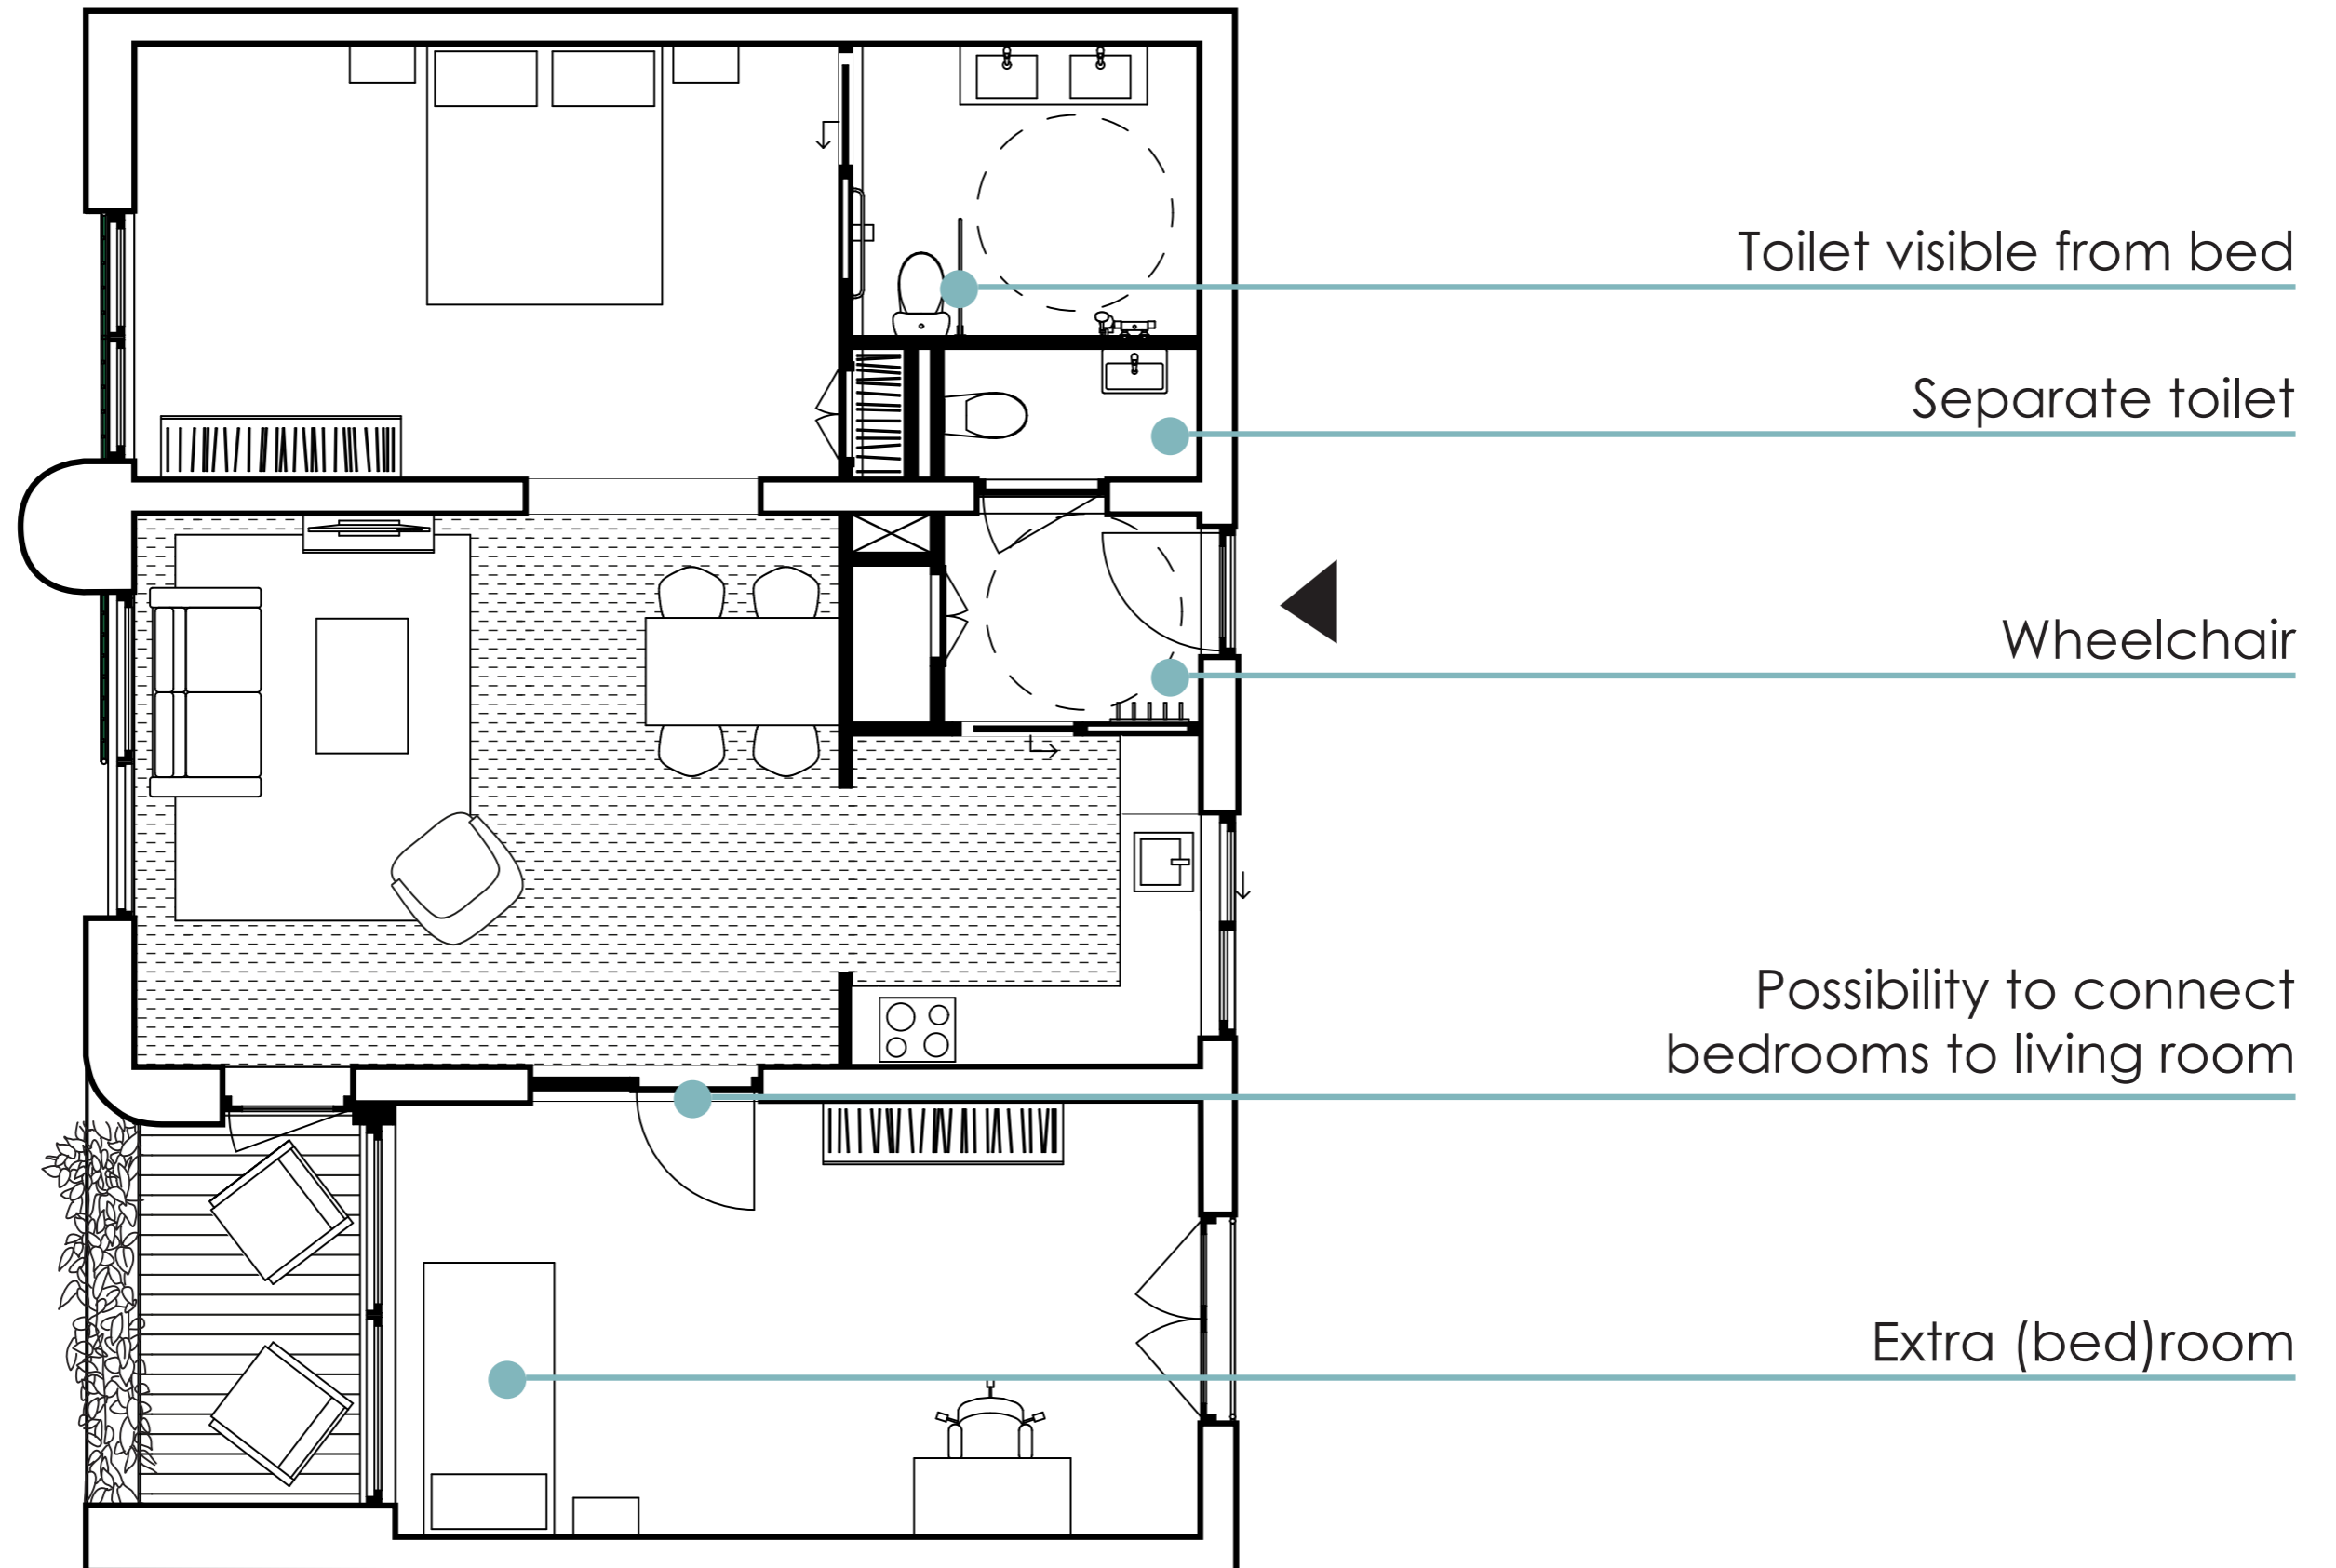 Toilet visible from bed
Separate toilet
Wheelchair
Possibility to connect
bedrooms to living room
Extra (bed)room